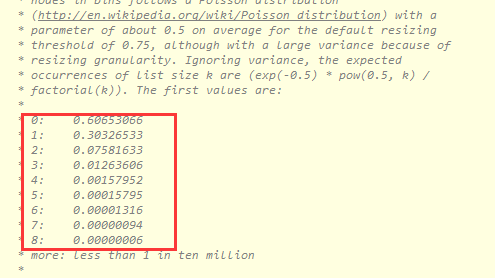 * nodes in bins follows a Poisson distribution
* (http://en.wikipedia.org/wiki/Poisson_distribution) with a
* parameter of about 0.5 on average for the default resizing
* threshold of 0.75, although with a large variance because of
* resizing granularity. Ignoring variance, the expected
* occurrences of list size k are (exp(-0.5) * pow(0.5, k) /
* factorial(k)). The first values are:
*
* 0:    0.60653066
* 1:    0.30326533
* 2:    0.07581633
* 3:    0.01263606
* 4:    0.00157952
* 5:    0.00015795
* 6:    0.00001316
* 7:    0.00000094
* 8:    0.00000006
* more: less than 1 in ten million
*